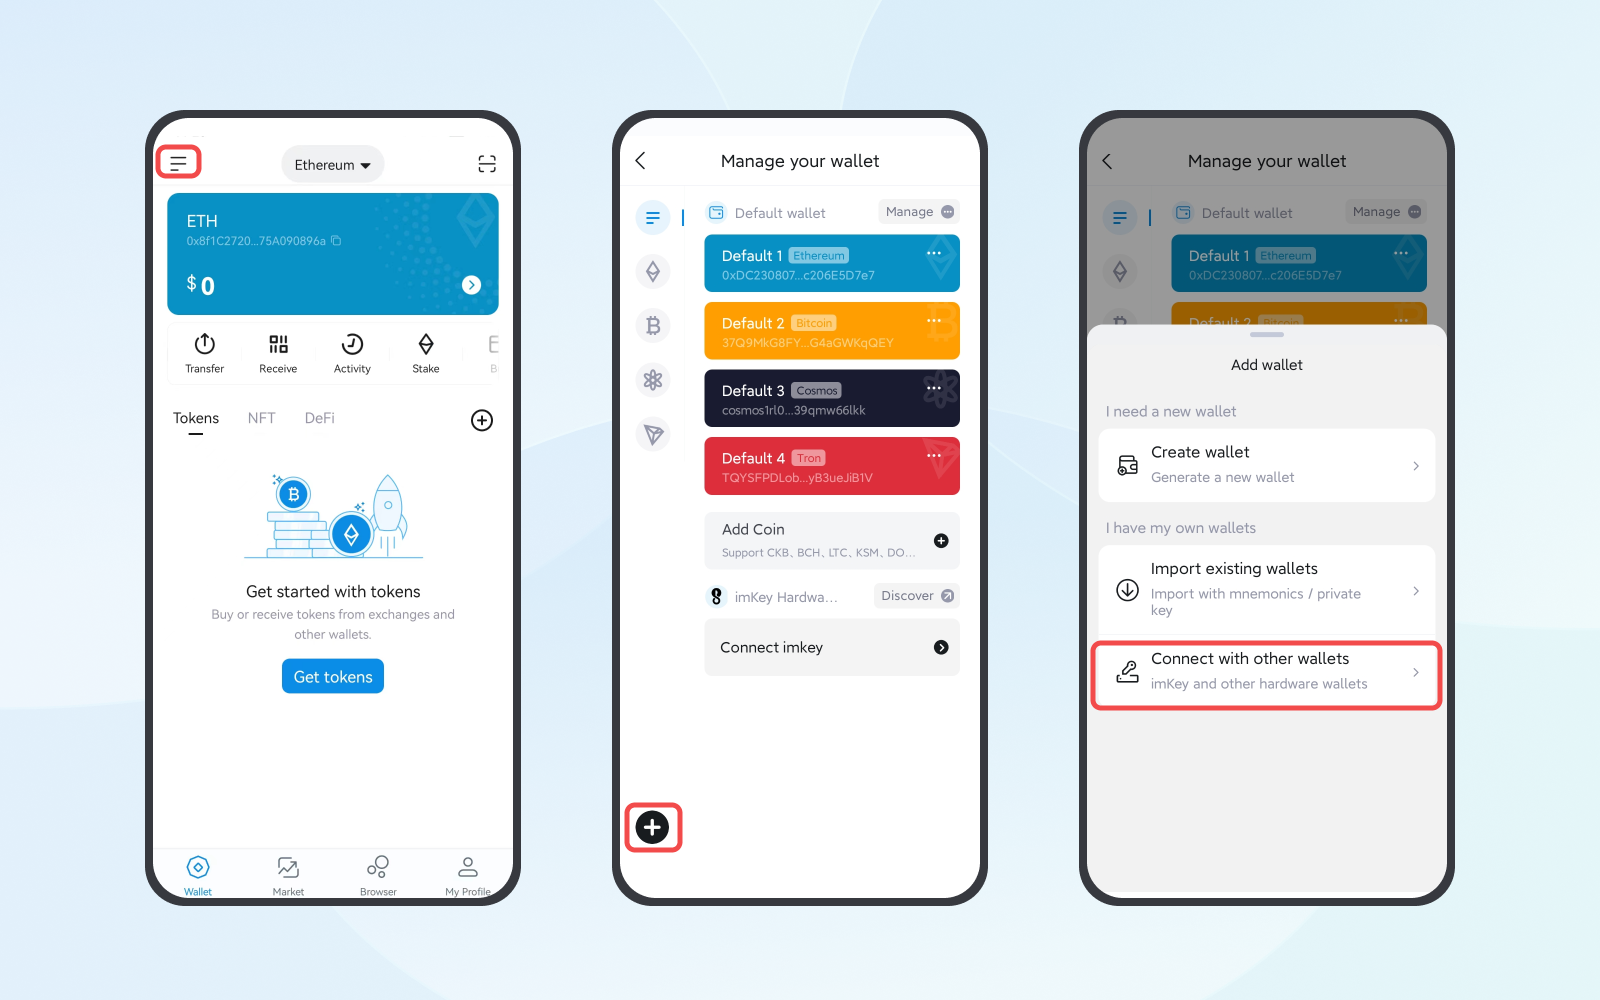 Ethereum
ETH
0x8f1C2720...75A090896a
$ 0
Transfer
Receive
Activity
Stake
Tokens
NFT
DeFi
Get started with tokens
Buy or receive tokens from exchanges and
other wallets.
Get tokens
Wallet
Market
Browser
My Profile
Manage your wallet
Default wallet
Manage
Default 1 Ethereum
0xDC230807...c206E5D7e7
Default 2 Bitcoin
37Q9MkG8FY...G4aGWKqQEY
Default 3 Cosmos
cosmos1rl0...39qmw66lkk
Default 4 Tron
TQYSFPDLob...yB3ueJiB1V
Add Coin
Support CKB、BCH、LTC、KSM、DO...
imKey Hardwa...
Discover
Connect imkey
Manage your wallet
Default wallet
Manage
Default 1 Ethereum
0xDC230807...c206E5D7e7
Default 2 Bitcoin
Add wallet
I need a new wallet
Create wallet
Generate a new wallet
I have my own wallets
Import existing wallets
Import with mnemonics / private
key
Connect with other wallets
imKey and other hardware wallets